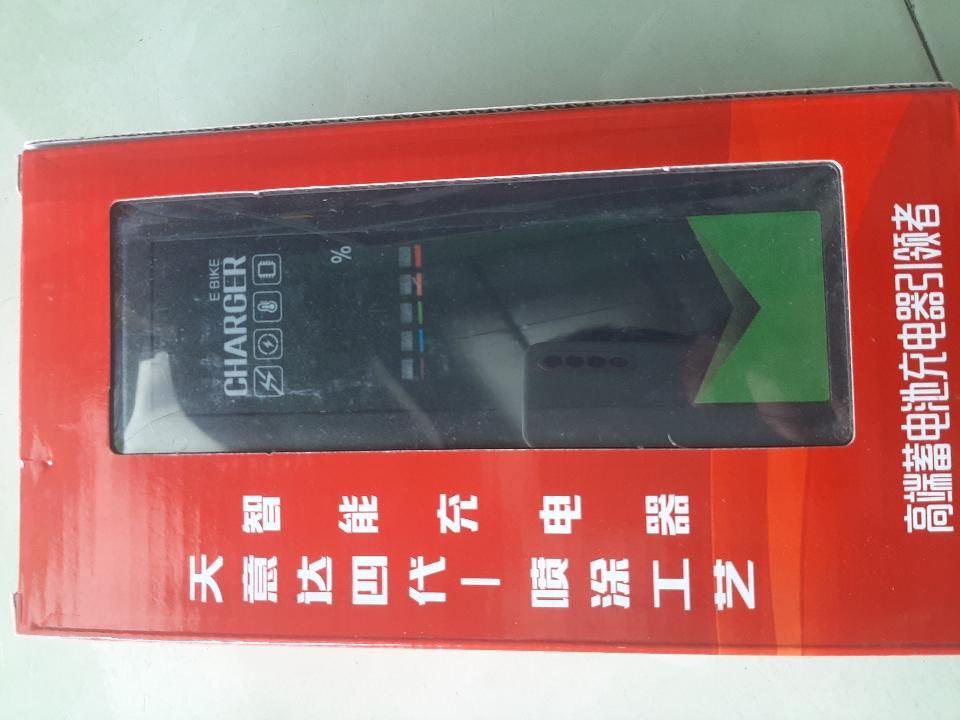 E BIKE
CHARGER
%
智能充电器
天意达四代—喷涂工艺
高端蓄电池充电器引领者